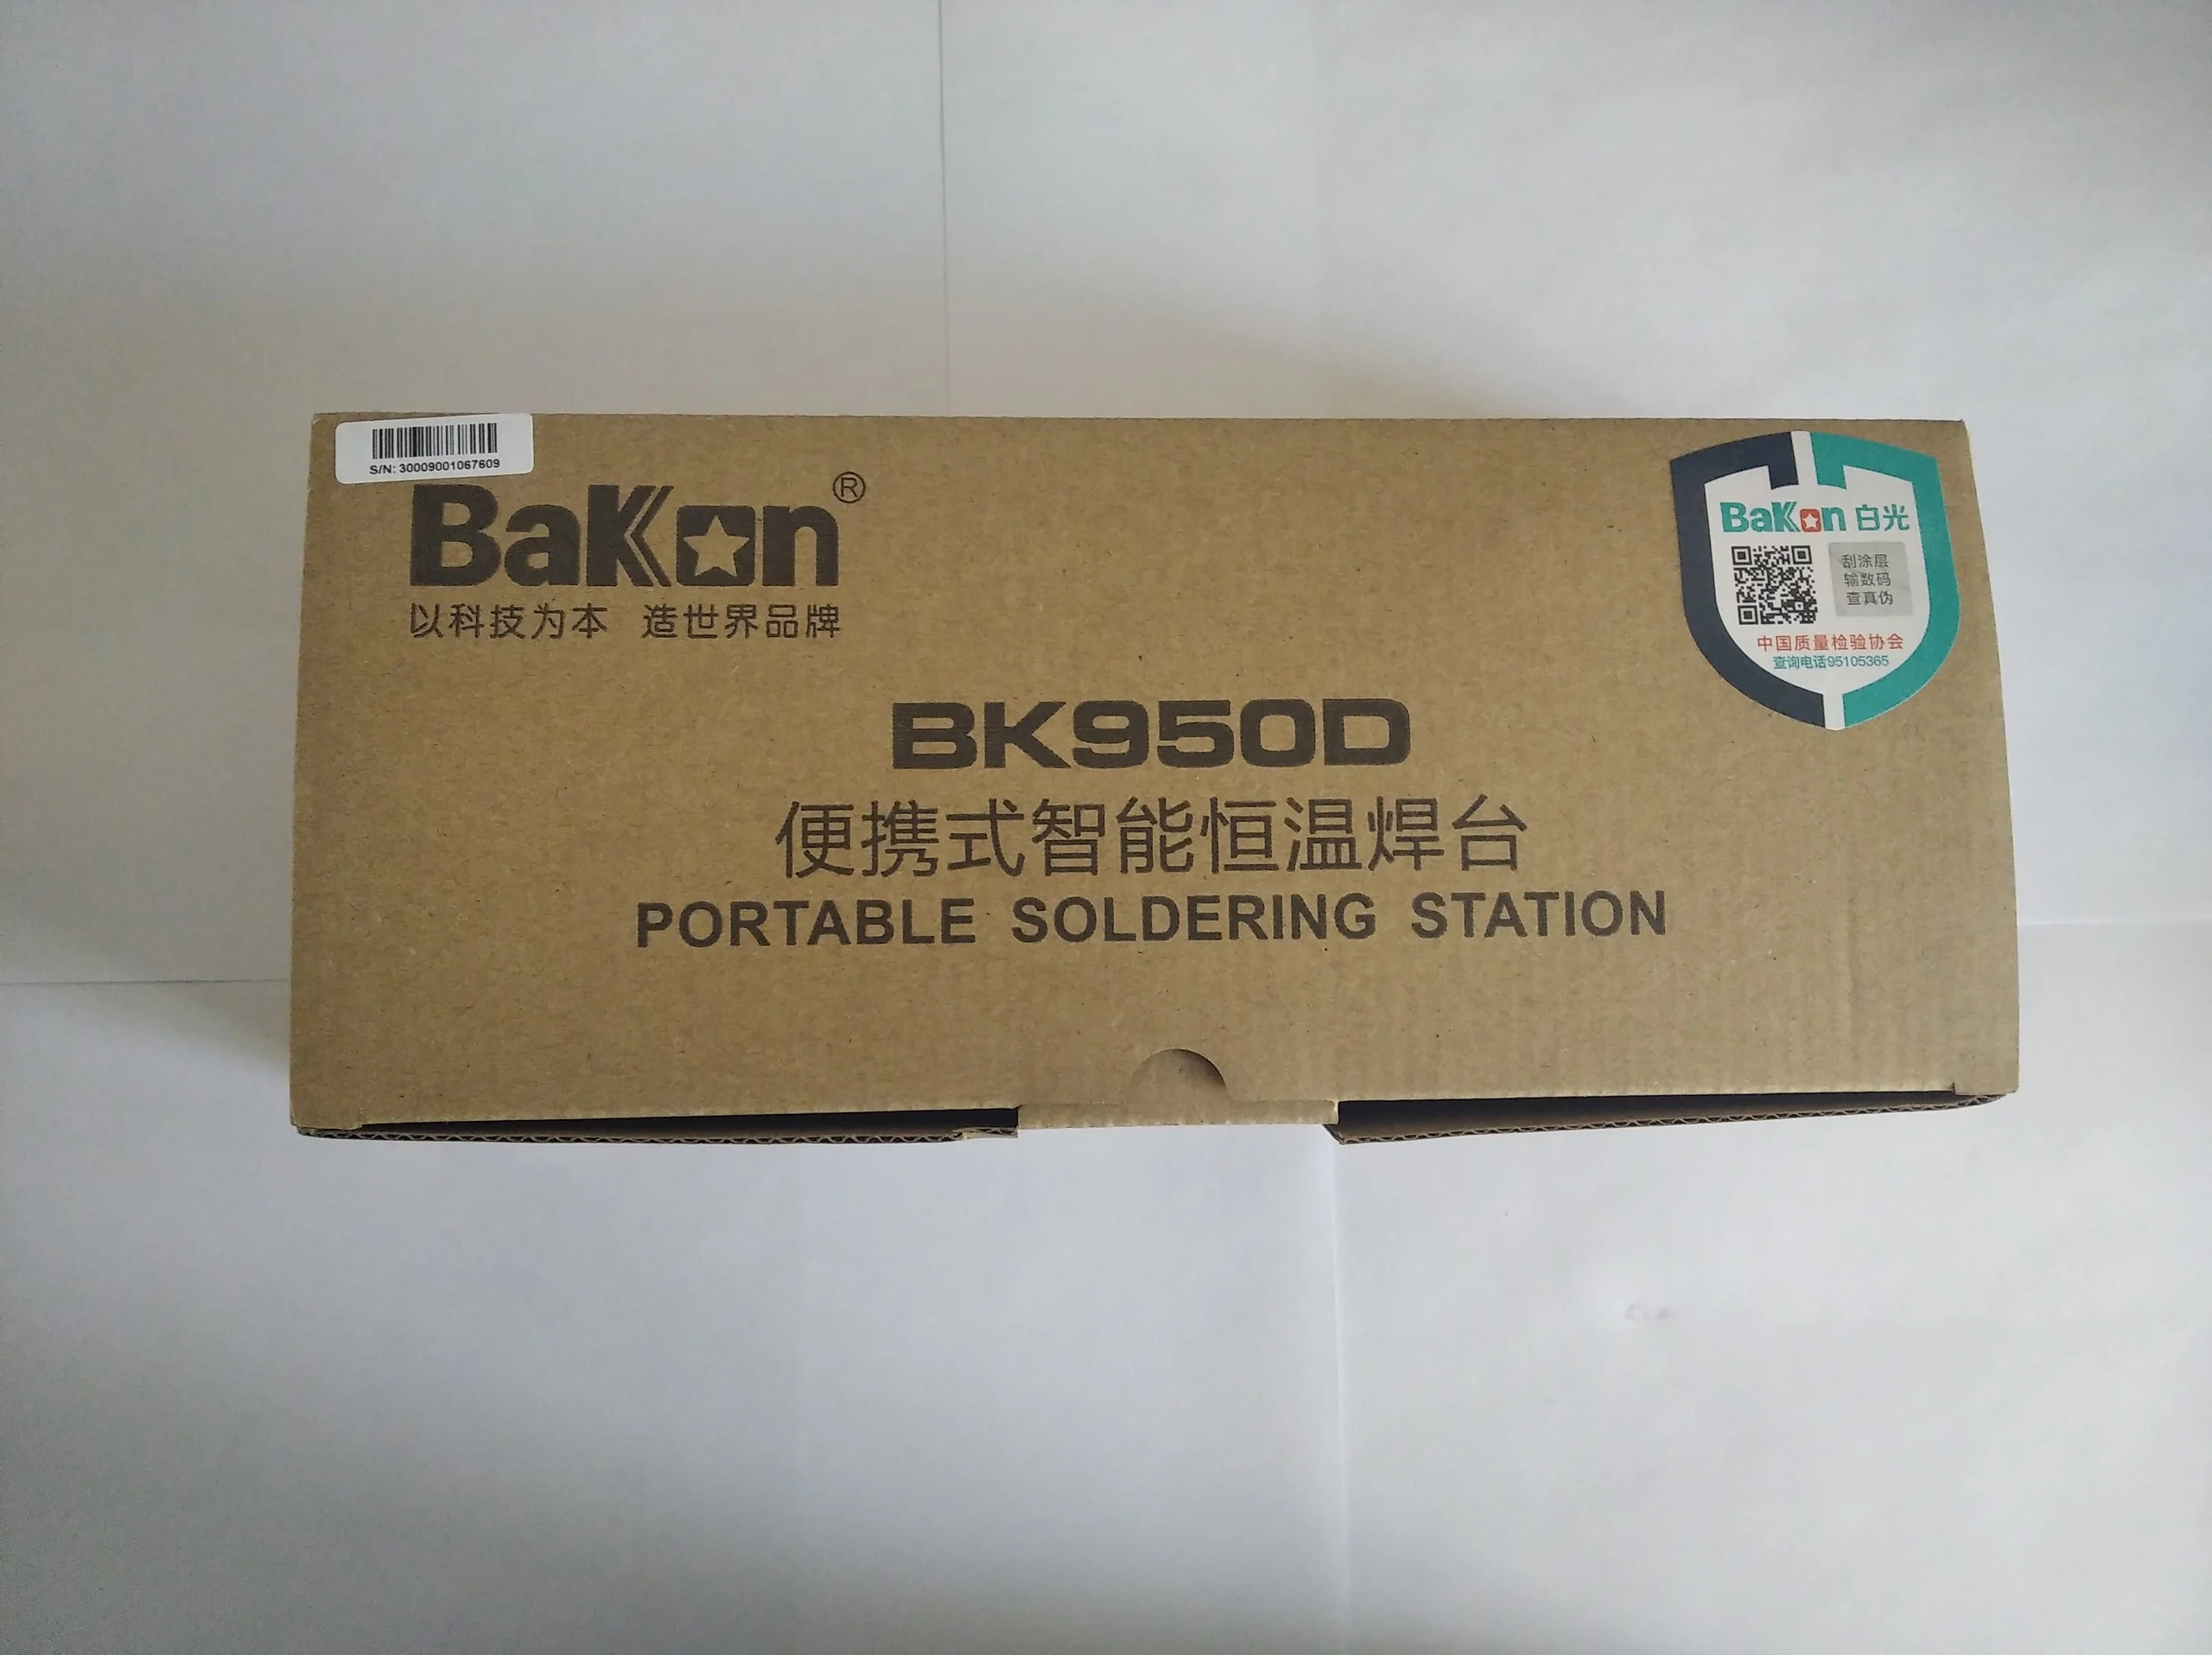 S/N: 30009001067609
BaKon®
以科技为本 造世界品牌
BaKon 白光
刮涂层
输数码
查真伪
中国质量检验协会
查询电话95105365
BK950D
便携式智能恒温焊台
PORTABLE SOLDERING STATION